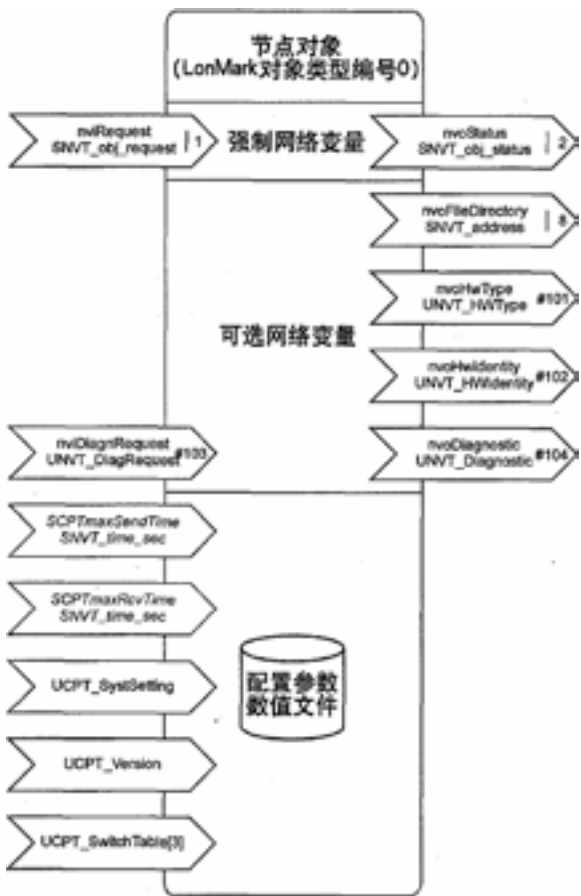 节点对象
(LonMark对象类型编号0)
nviRequest
SNVT_obj_request | 1
强制网络变量
nvoStatus
SNVT_obj_status | 2
nvoFileDirectory
SNVT_address | 8
nvoHwType
UNVT_HWType #101
可选网络变量
nvoHwIdentity
UNVT_HWIdentity #102
nviDiagnRequest
UNVT_DiagRequest #103
nvoDiagnostic
UNVT_Diagnostic #104
SCPTmaxSendTime
SNVT_time_sec
SCPTmaxRcvTime
SNVT_time_sec
UCPT_SystSetting
配置参数
数值文件
UCPT_Version
UCPT_SwitchTable[3]